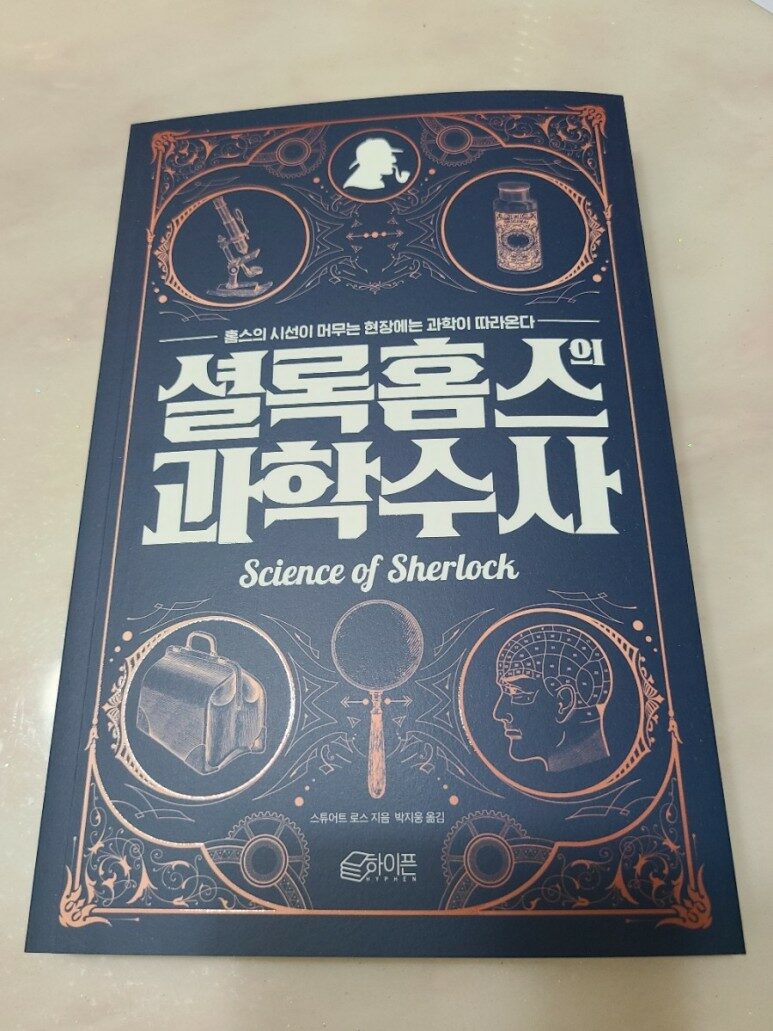 홈스의 시선이 머무는 현장에는 과학이 따라온다
셜록홈스의
과학수사
Science of Sherlock
스튜어트 로스 지음 박지웅 옮김
하이픈
HYPHEN